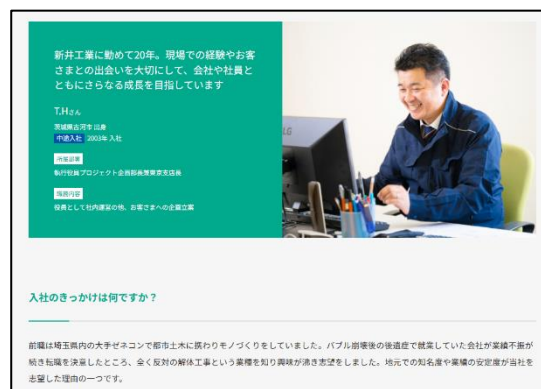 新井工業に勤めて20年。現場での経験やお客
さまとの出会いを大切にして、会社や社員と
ともにさらなる成長を目指しています
T.Hさん
茨城県古河市出身
中途入社 2003年 入社
所属部署
執行役員プロジェクト企画部長兼東京支店長
職務内容
役員として社内運営の他、お客さまへの企画立案
LG
入社のきっかけは何ですか？
前職は埼玉県内の大手ゼネコンで都市土木に携わりモノづくりをしていました。バブル崩壊後の後遺症で就業していた会社が業績不振が
続き転職を決意したところ、全く反対の解体工事という業種を知り興味が沸き志望をしました。地元での知名度や業績の安定度が当社を
志望した理由の一つです。